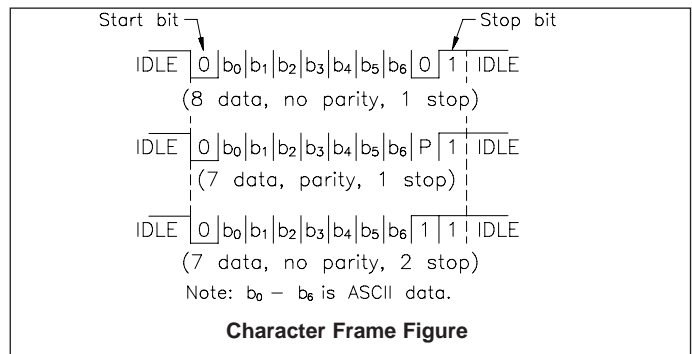 Start bit Stop bit
IDLE 0 b₀ b₁ b₂ b₃ b₄ b₅ b₆ 0 1 IDLE
(8 data, no parity, 1 stop)
IDLE 0 b₀ b₁ b₂ b₃ b₄ b₅ b₆ P 1 IDLE
(7 data, parity, 1 stop)
IDLE 0 b₀ b₁ b₂ b₃ b₄ b₅ b₆ 1 1 IDLE
(7 data, no parity, 2 stop)
Note: b₀ – b₆ is ASCII data.
Character Frame Figure